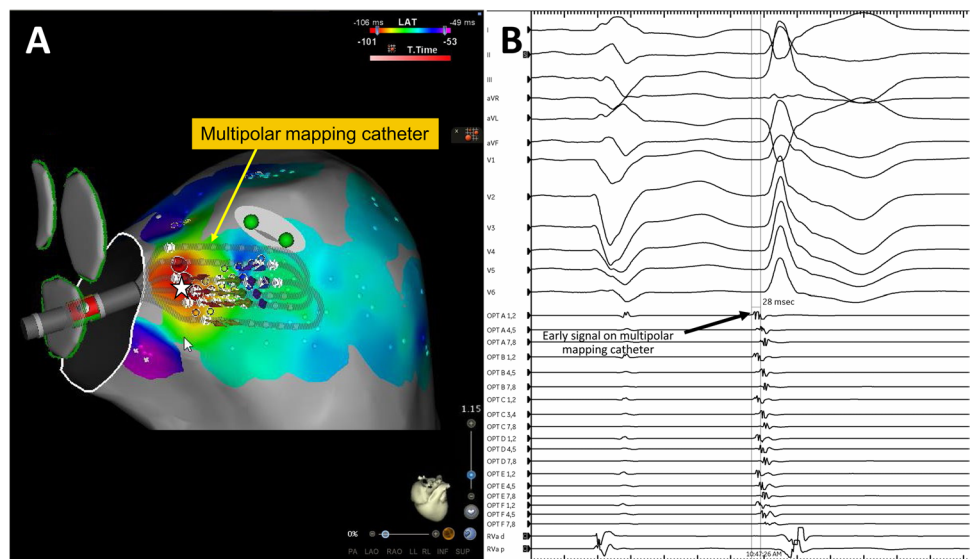 A
-106 ms LAT -49 ms
-101 T.Time -53
Multipolar mapping catheter
1.15
0%
PA LAO RAO LL RL INF SUP
B
I
II
III
aVR
aVL
aVF
V1
V2
V3
V4
V5
V6
28 msec
OPT A 1,2
Early signal on multipolar
mapping catheter
OPT A 4,5
OPT A 7,8
OPT B 1,2
OPT B 4,5
OPT B 7,8
OPT C 1,2
OPT C 3,4
OPT C 7,8
OPT D 1,2
OPT D 4,5
OPT D 7,8
OPT E 1,2
OPT E 4,5
OPT E 7,8
OPT F 1,2
OPT F 4,5
OPT F 7,8
RVa d
RVa p
10:47:26 AM